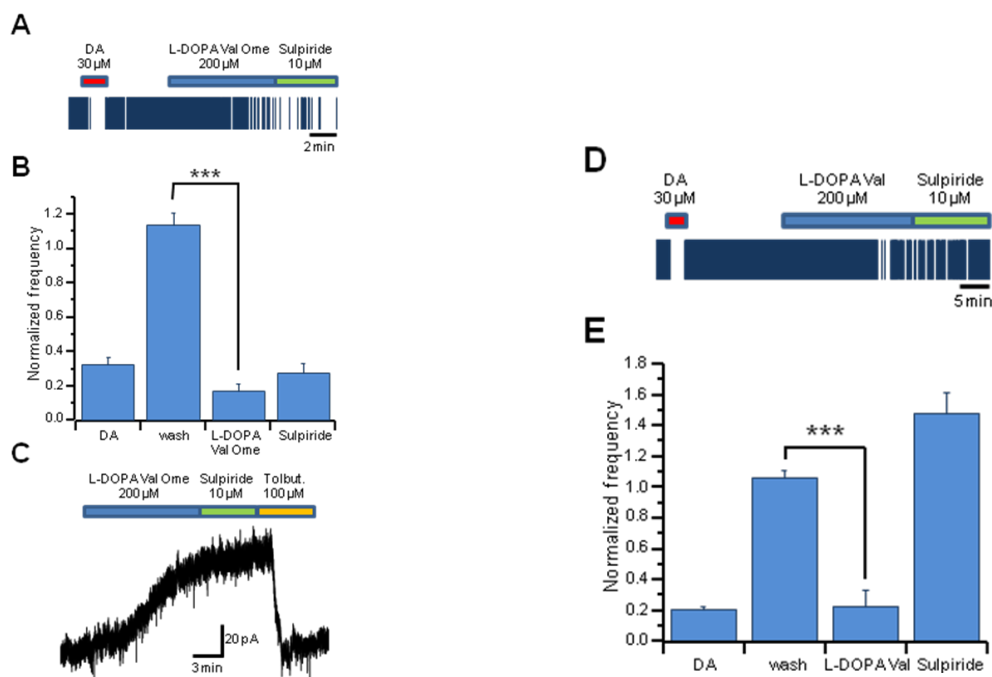 A
DA
30 µM
L-DOPA Val Ome
200 µM
Sulpiride
10 µM
2 min
B
***
Normalized frequency
1.2
0.8
0.4
0.2
0.0
DA
wash
L-DOPA
Val Ome
Sulpiride
C
L-DOPA Val Ome
200 µM
Sulpiride
10 µM
Tolbut.
100 µM
20 pA
3 min
D
DA
30 µM
L-DOPA Val
200 µM
Sulpiride
10 µM
5 min
E
***
Normalized frequency
1.8
1.6
1.4
1.2
1.0
0.8
0.6
0.4
0.2
0.0
DA
wash
L-DOPA Val
Sulpiride